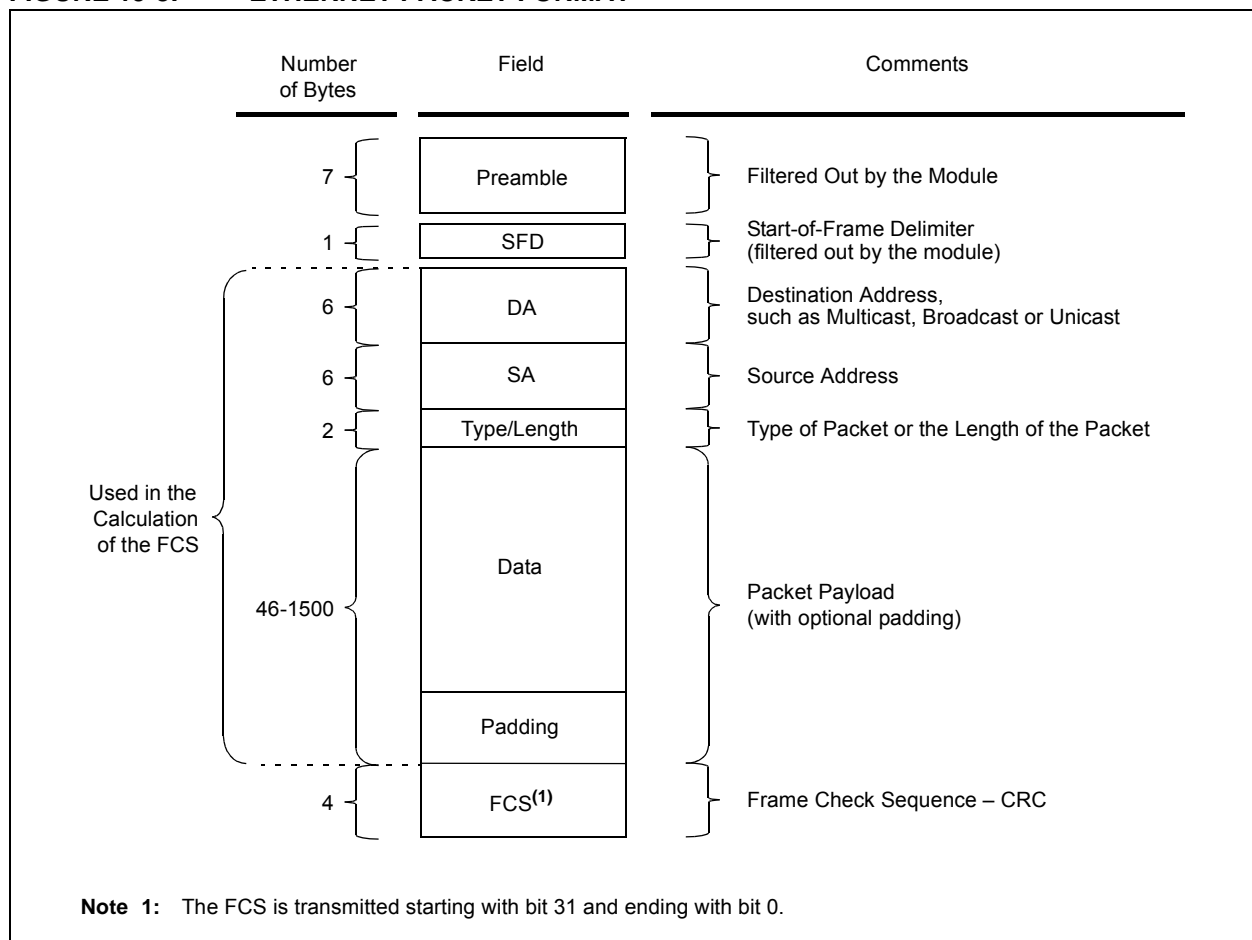 Number of Bytes
Field
Comments
7
Preamble
Filtered Out by the Module
1
SFD
Start-of-Frame Delimiter
(filtered out by the module)
6
DA
Destination Address,
such as Multicast, Broadcast or Unicast
6
SA
Source Address
2
Type/Length
Type of Packet or the Length of the Packet
Used in the
Calculation
of the FCS
46-1500
Data
Padding
Packet Payload
(with optional padding)
4
FCS(1)
Frame Check Sequence – CRC
Note 1: The FCS is transmitted starting with bit 31 and ending with bit 0.